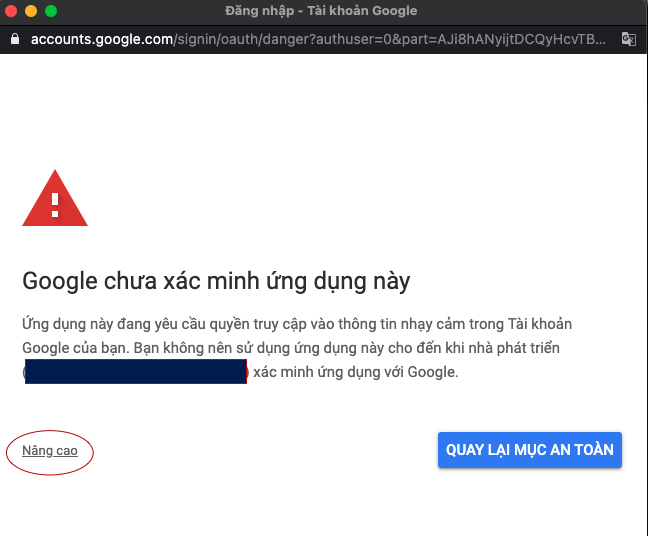 Đăng nhập - Tài khoản Google
accounts.google.com/signin/oauth/danger?authuser=0&part=AJi8hANyijtDCQyHcvTB...
Google chưa xác minh ứng dụng này
Ứng dụng này đang yêu cầu quyền truy cập vào thông tin nhạy cảm trong Tài khoản
Google của bạn. Bạn không nên sử dụng ứng dụng này cho đến khi nhà phát triển
( ) xác minh ứng dụng với Google.
Nâng cao
QUAY LẠI MỤC AN TOÀN